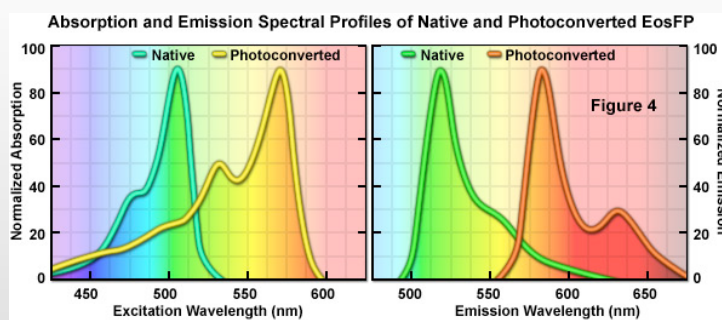 Absorption and Emission Spectral Profiles of Native and Photoconverted EosFP
Native Photoconverted
Normalized Absorption
100
80
60
40
20
0
450 500 550 600
Excitation Wavelength (nm)
Native Photoconverted
Figure 4
100
80
60
40
20
0
Normalized Emission
500 550 600 650
Emission Wavelength (nm)